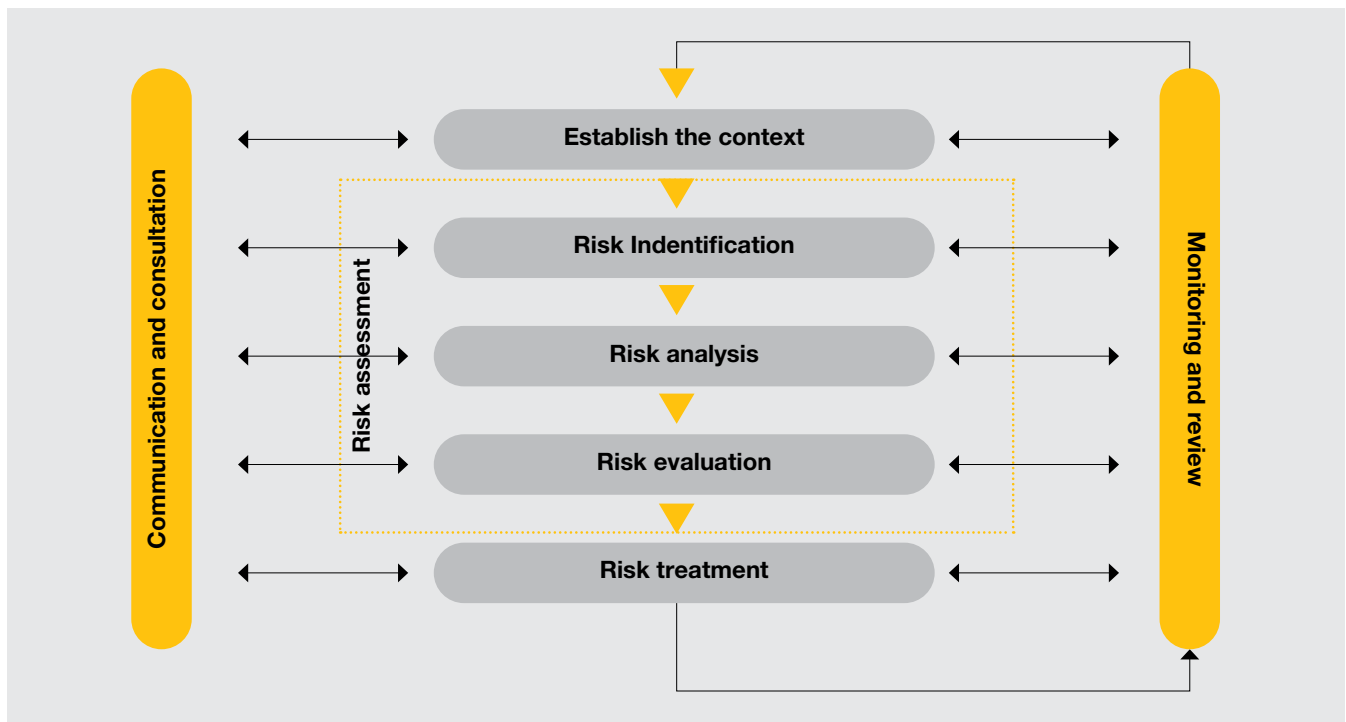 Communication and consultation
Establish the context
Risk assessment
Risk Indentification
Risk analysis
Risk evaluation
Risk treatment
Monitoring and review